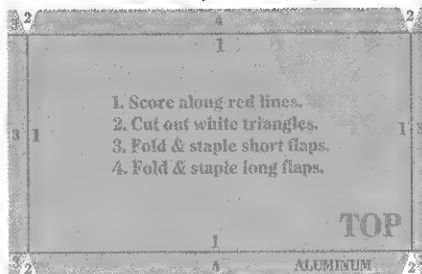 2 4 2
1
1. Score along red lines.
2. Cut out white triangles.
3 1 1 3
3. Fold & staple short flaps.
4. Fold & staple long flaps.
TOP
1
2 4 ALUMINUM 2